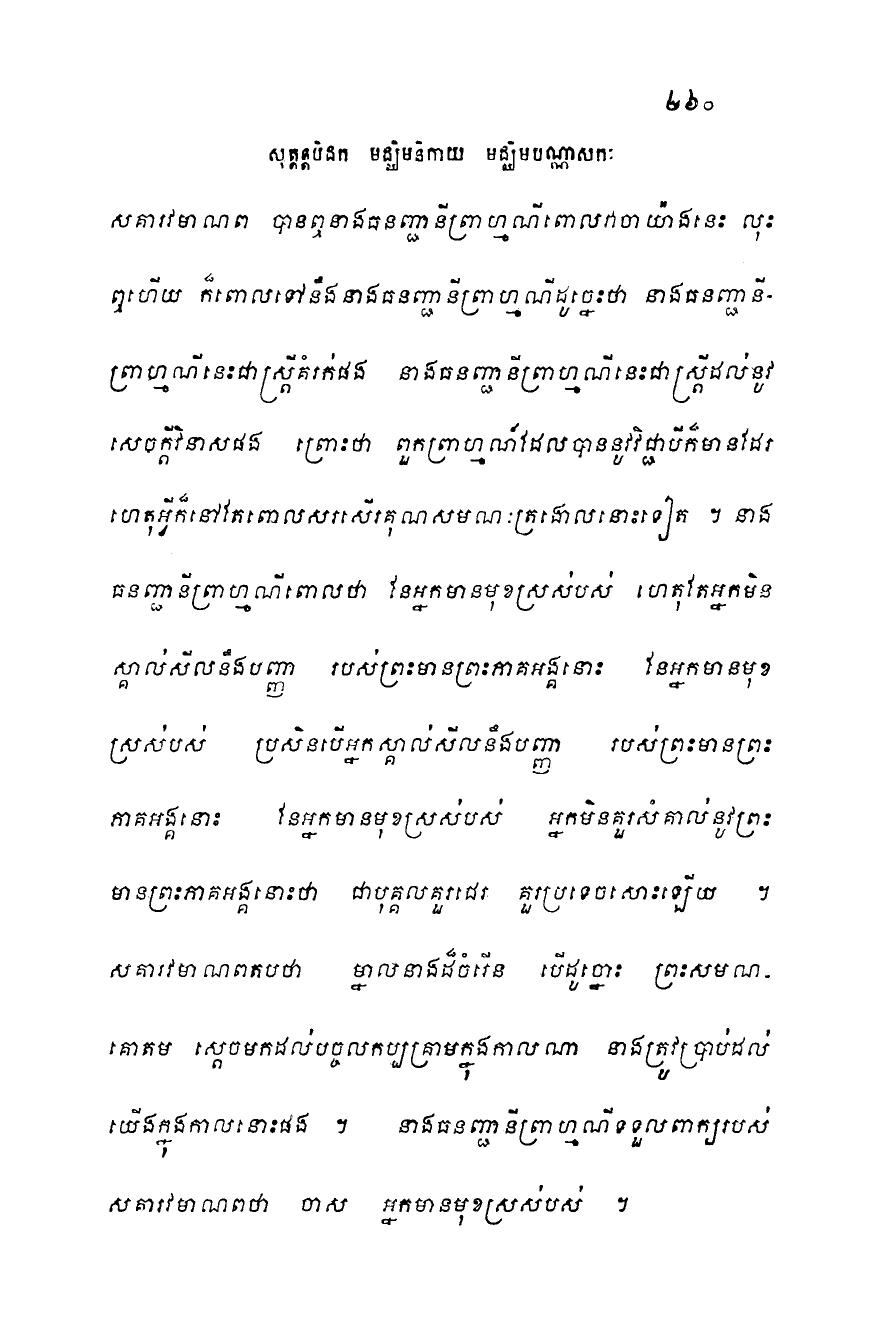 ៤៦០
សុត្តន្តបិដក មជ្ឈិមនិកាយ មជ្ឈិមបណ្ណាសកៈ
សគារវមាណព បានឮនាងធនញ្ជានីព្រាហ្មណីពោលវាចាយ៉ាងនេះ លុះ
ឮហើយ ក៏ពោលទៅនឹងនាងធនញ្ជានីព្រាហ្មណីដូច្នេះថា នាងធនញ្ជានី-
ព្រាហ្មណីនេះជាស្ត្រីគំរក់ផង នាងធនញ្ជានីព្រាហ្មណីនេះជាស្ត្រីដល់នូវ
សេចក្តីវិនាសផង ព្រោះថា ពួកព្រាហ្មណ៍ដែលបាននូវវិជ្ជាបីក៏មានដែរ
ហេតុអ្វីក៏នៅតែពោលសរសើរគុណសមណៈត្រងោលនោះទៀត ។ នាង
ធនញ្ជានីព្រាហ្មណីពោលថា នែអ្នកមានមុខស្រស់បស់ ហេតុតែអ្នកមិន
ស្គាល់សីលនឹងបញ្ញា របស់ព្រះមានព្រះភាគអង្គនោះ នែអ្នកមានមុខ
ស្រស់បស់ ប្រសិនបើអ្នកស្គាល់សីលនឹងបញ្ញា របស់ព្រះមានព្រះ
ភាគអង្គនោះ នែអ្នកមានមុខស្រស់បស់ អ្នកមិនគួរសំគាល់នូវព្រះ
មានព្រះភាគអង្គនោះថា ជាបុគ្គលគួរជេរ គួរប្រទេចសោះឡើយ ។
សគារវមាណពតបថា ម្នាលនាងដ៏ចំរើន បើដូច្នោះ ព្រះសមណ-
គោតម ស្តេចមកដល់បច្ចលកប្បគ្រាមក្នុងកាលណា នាងត្រូវប្រាប់ដល់
យើងក្នុងកាលនោះផង ។ នាងធនញ្ជានីព្រាហ្មណីទទួលពាក្យរបស់
សគារវមាណពថា ចាស អ្នកមានមុខស្រស់បស់ ។